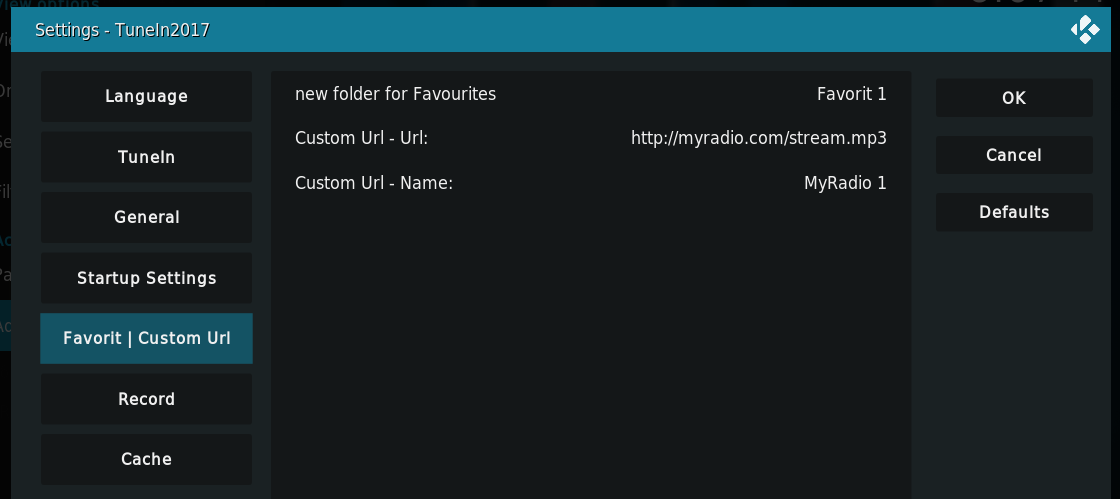 Settings - TuneIn2017
Language
TuneIn
General
Startup Settings
Favorit | Custom Url
Record
Cache
new folder for Favourites Favorit 1
Custom Url - Url: http://myradio.com/stream.mp3
Custom Url - Name: MyRadio 1
OK
Cancel
Defaults